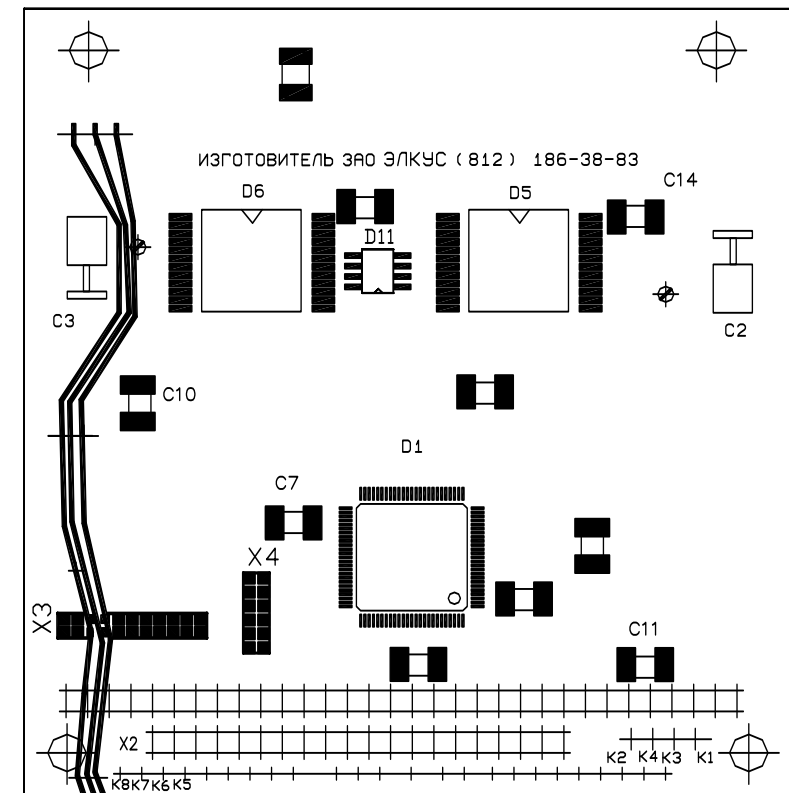 ИЗГОТОВИТЕЛЬ ЗАО ЭЛКУС (812) 186-38-83
D6
D5
C14
D11
C3
C2
C10
D1
C7
X4
X3
C11
X2
K2 K4 K3 K1
K8 K7 K6 K5